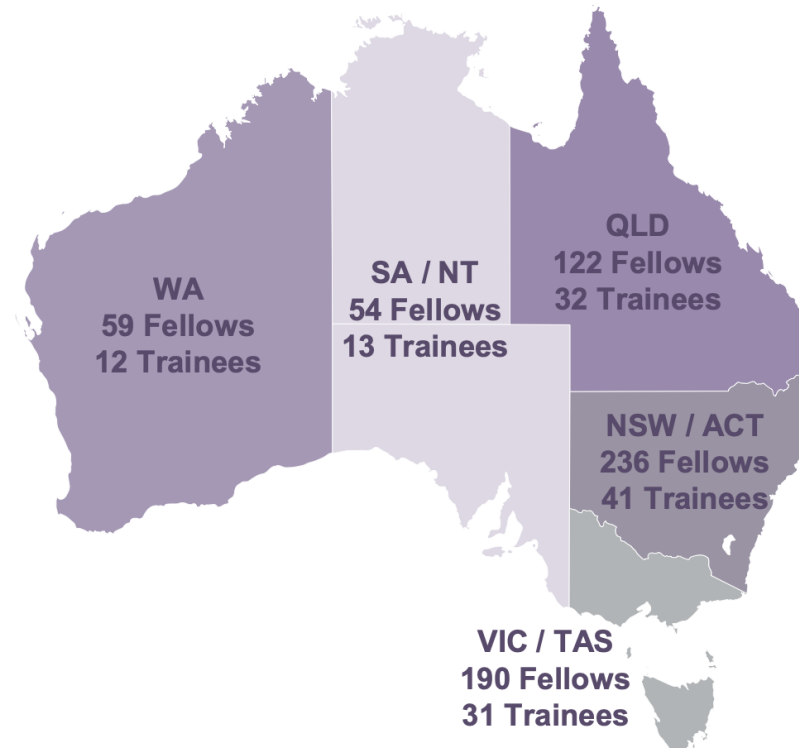 WA
59 Fellows
12 Trainees
SA / NT
54 Fellows
13 Trainees
QLD
122 Fellows
32 Trainees
NSW / ACT
236 Fellows
41 Trainees
VIC / TAS
190 Fellows
31 Trainees